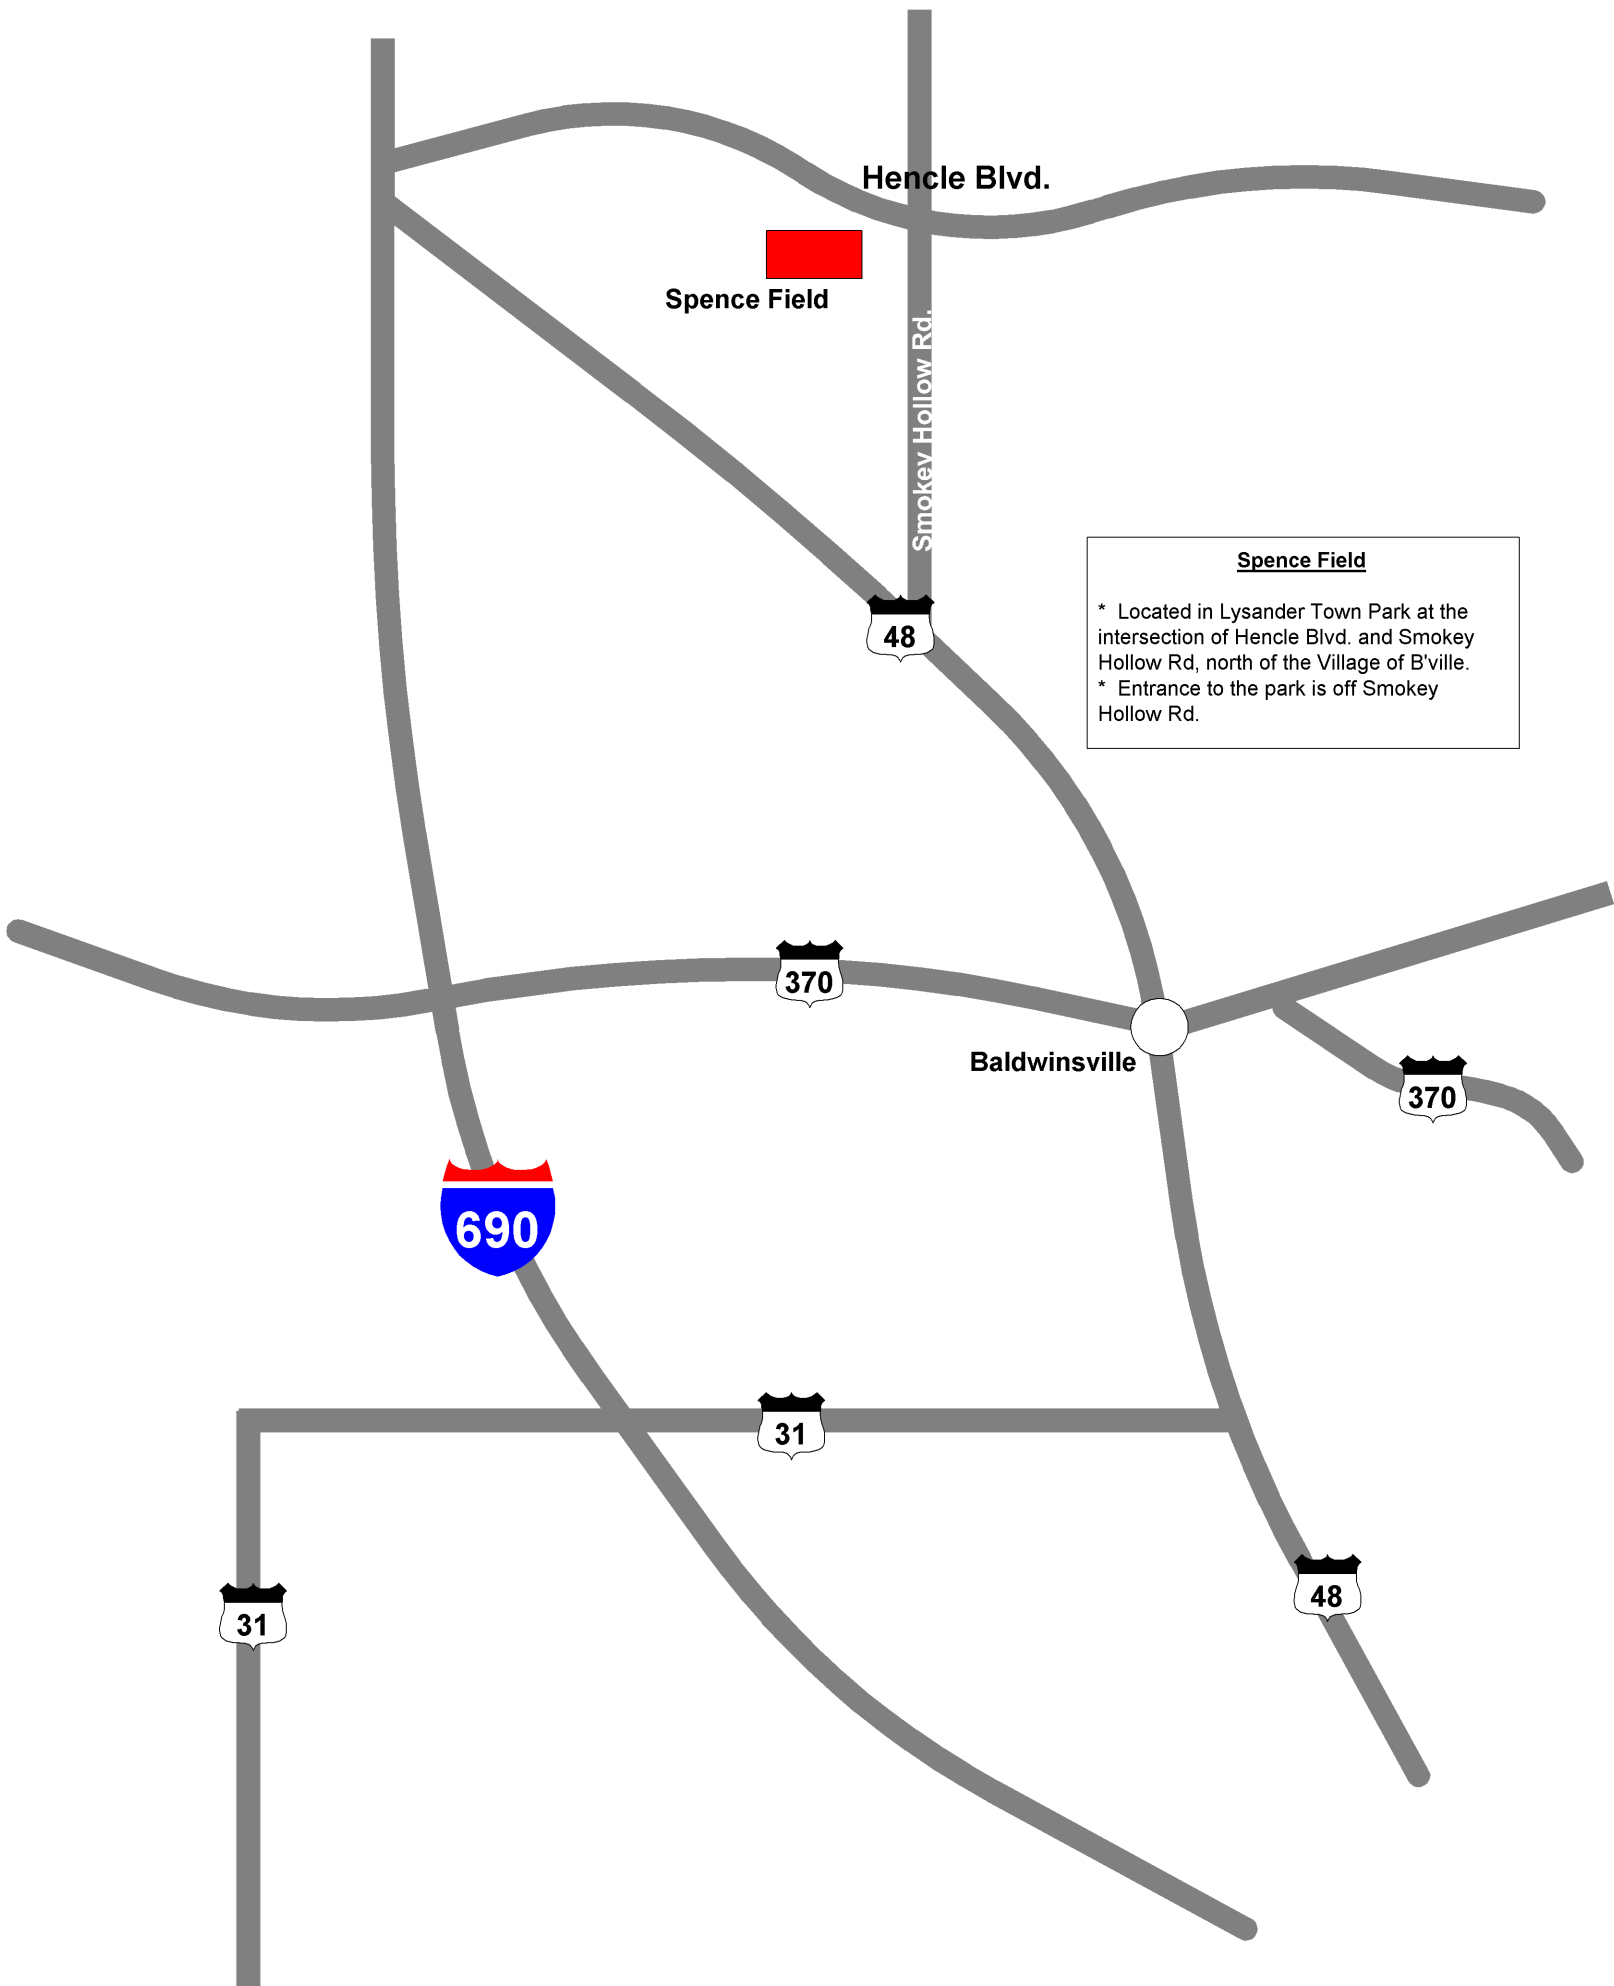 Hencle Blvd.
Spence Field
Smokey Hollow Rd.
Spence Field
* Located in Lysander Town Park at the
intersection of Hencle Blvd. and Smokey
Hollow Rd, north of the Village of B'ville.
* Entrance to the park is off Smokey
Hollow Rd.
48
370
Baldwinsville
370
690
31
48
31